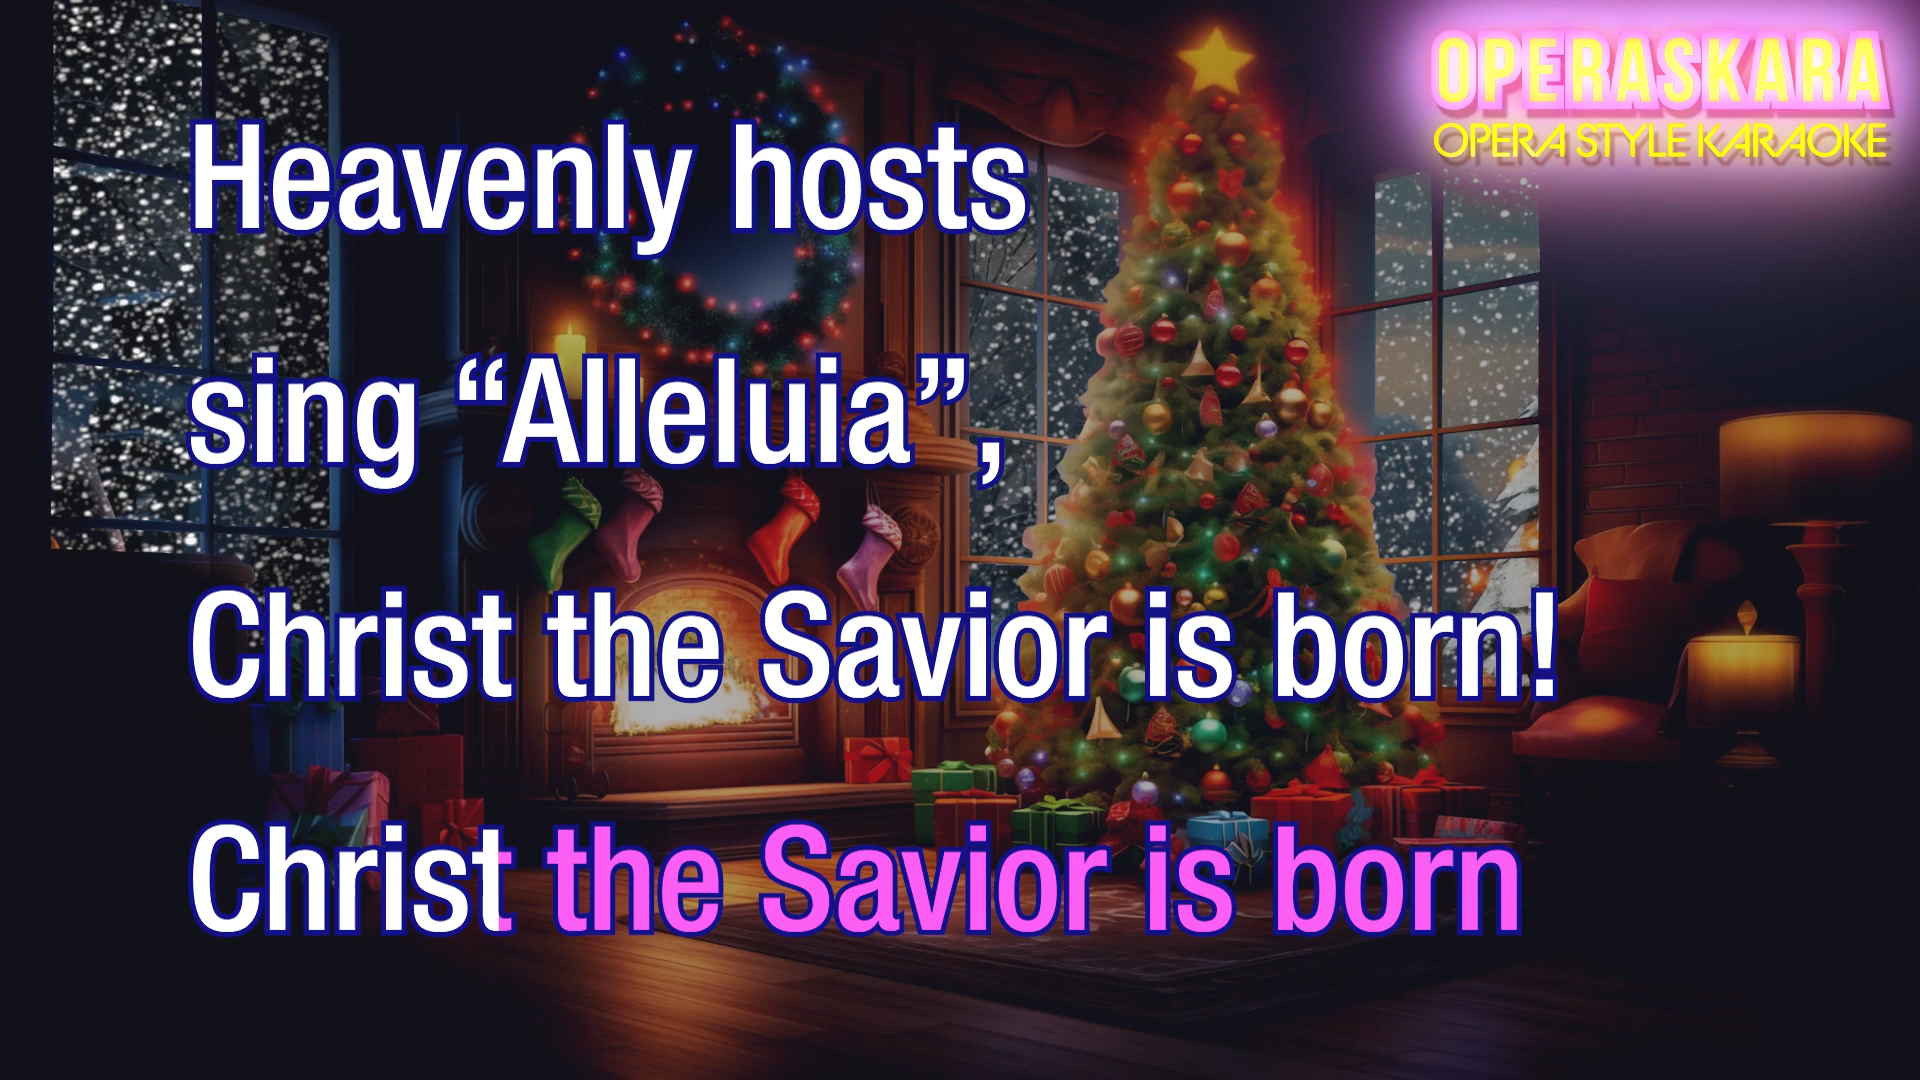 OPERASKARA
OPERA STYLE KARAOKE
Heavenly hosts
sing “Alleluia”,
Christ the Savior is born!
Christ the Savior is born